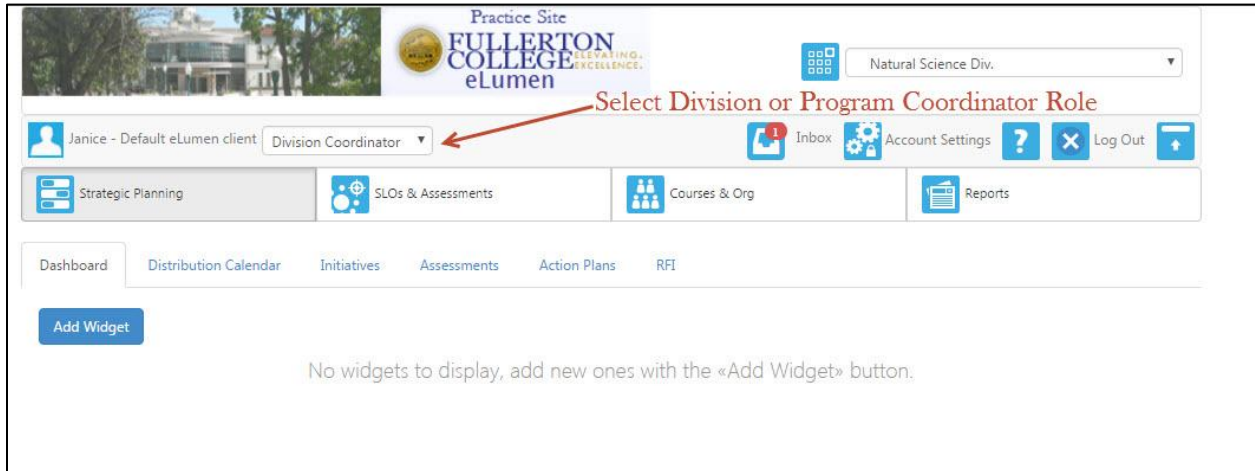 Practice Site
FULLERTON
COLLEGE ELEVATING. EXCELLENCE.
eLumen
Natural Science Div.
Select Division or Program Coordinator Role
Janice - Default eLumen client Division Coordinator 1 Inbox Account Settings ? Log Out
Strategic Planning SLOs & Assessments Courses & Org Reports
Dashboard Distribution Calendar Initiatives Assessments Action Plans RFI
Add Widget
No widgets to display, add new ones with the «Add Widget» button.